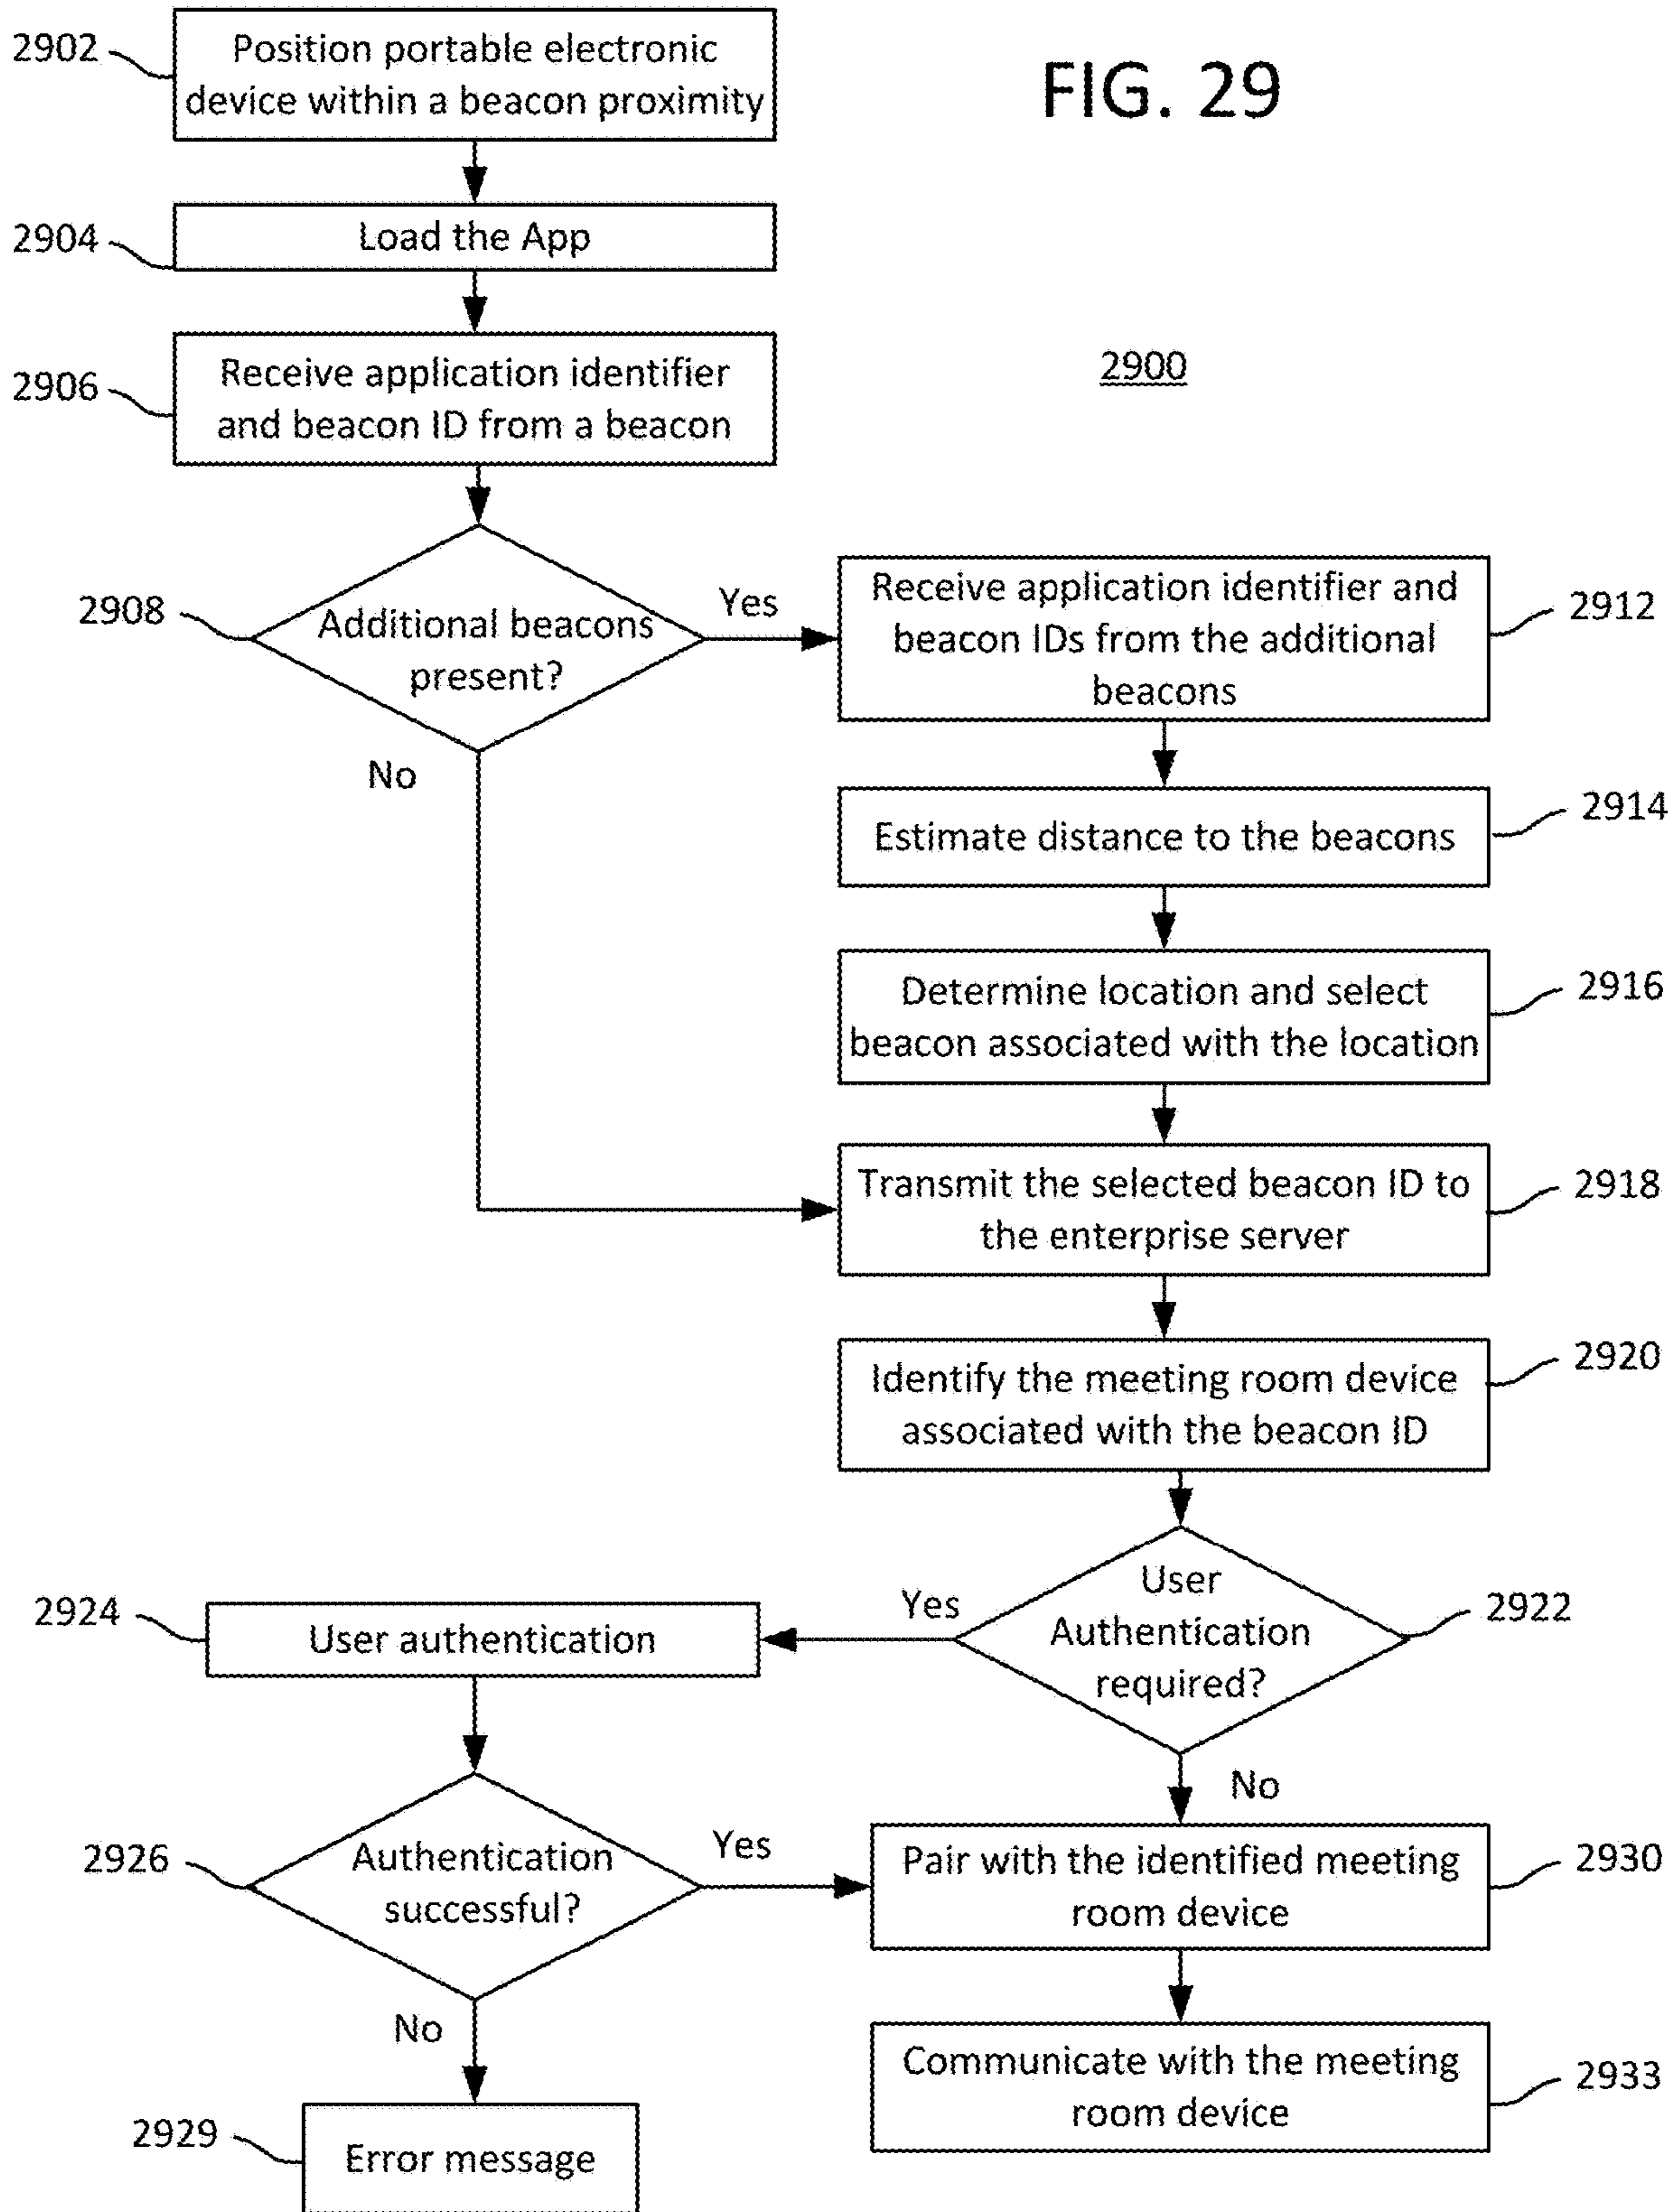 FIG. 29
2900
2902
Position portable electronic
device within a beacon proximity
2904
Load the App
2906
Receive application identifier
and beacon ID from a beacon
2908
Additional beacons
present?
Yes
No
Receive application identifier and
beacon IDs from the additional
beacons
2912
Estimate distance to the beacons
2914
Determine location and select
beacon associated with the location
2916
Transmit the selected beacon ID to
the enterprise server
2918
Identify the meeting room device
associated with the beacon ID
2920
User
Authentication
required?
2922
Yes
No
2924
User authentication
2926
Authentication
successful?
Yes
No
Pair with the identified meeting
room device
2930
Communicate with the meeting
room device
2933
2929
Error message